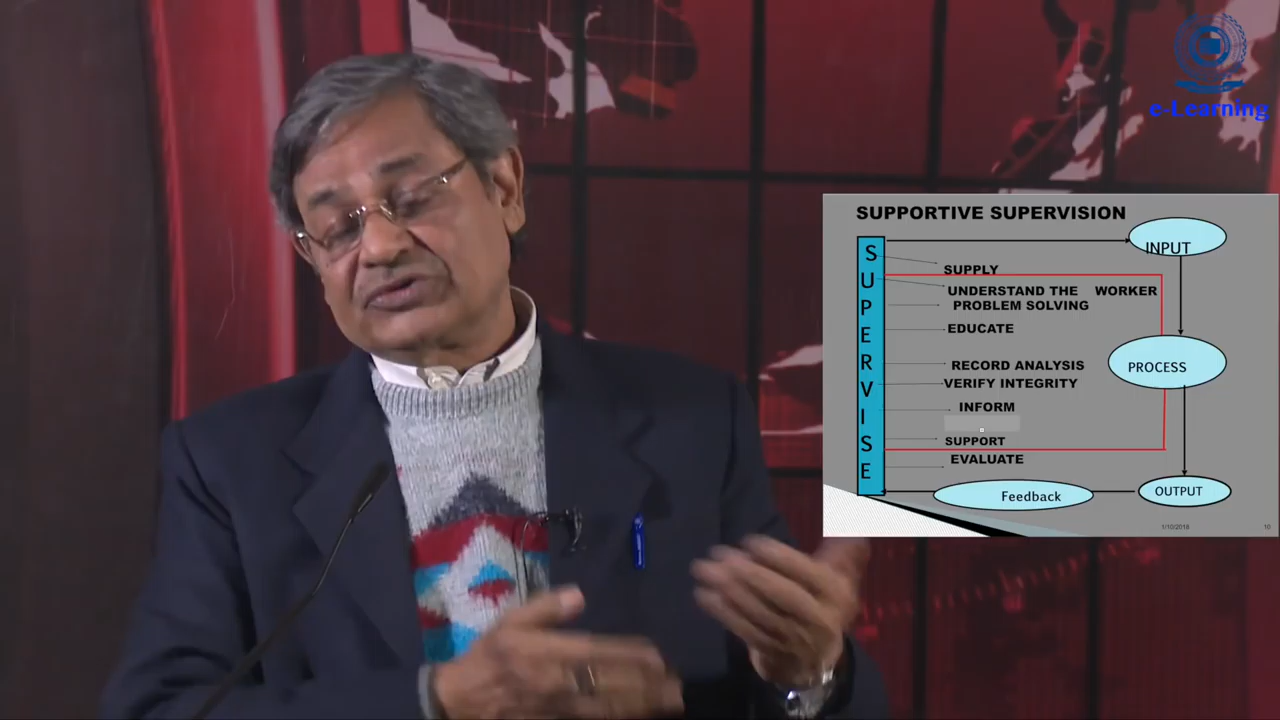 e-Learning
SUPPORTIVE SUPERVISION
S
U
P
E
R
V
I
S
E
INPUT
SUPPLY
UNDERSTAND THE WORKER
PROBLEM SOLVING
EDUCATE
RECORD ANALYSIS
PROCESS
VERIFY INTEGRITY
INFORM
SUPPORT
EVALUATE
Feedback
OUTPUT
1/10/2018
10